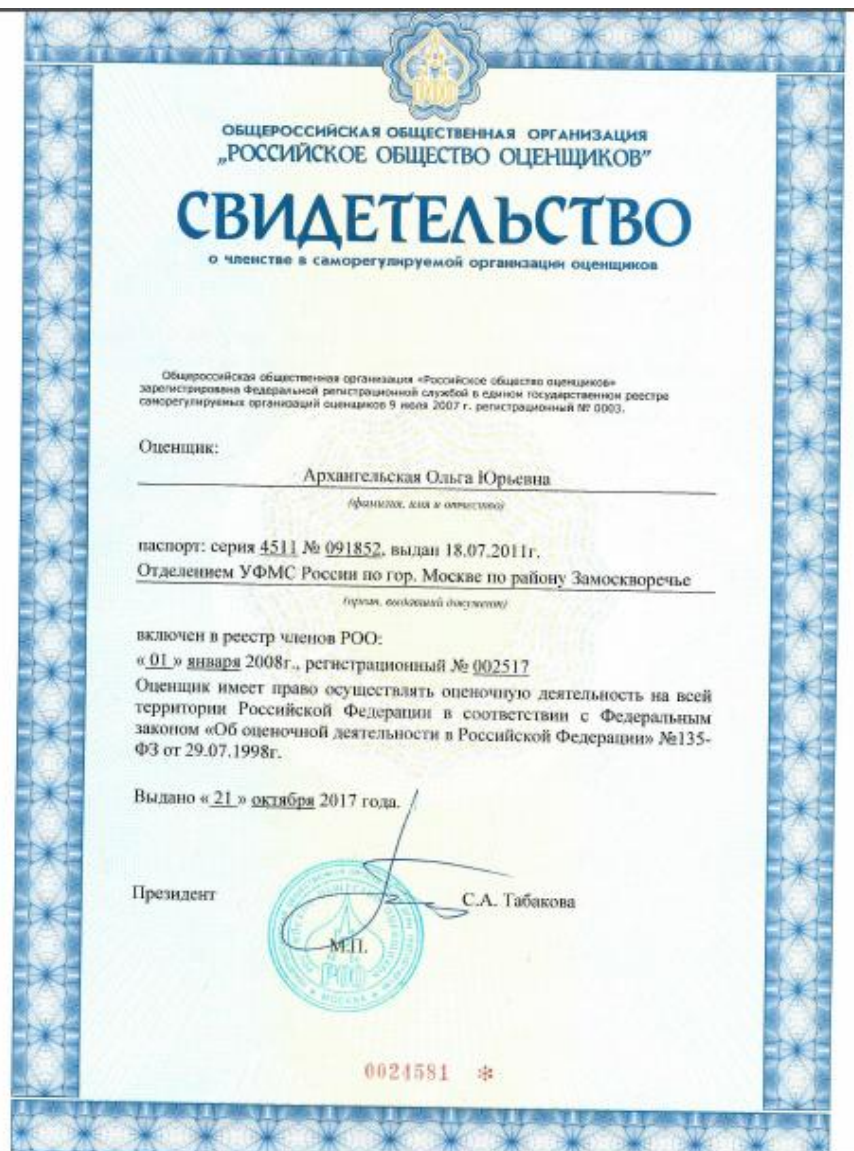 ОБЩЕРОССИЙСКАЯ ОБЩЕСТВЕННАЯ ОРГАНИЗАЦИЯ
„РОССИЙСКОЕ ОБЩЕСТВО ОЦЕНЩИКОВ”
СВИДЕТЕЛЬСТВО
о членстве в саморегулируемой организации оценщиков
Общероссийская общественная организация «Российское общество оценщиков»
зарегистрирована Федеральной регистрационной службой в едином государственном реестре
саморегулируемых организаций оценщиков 9 июля 2007 г. регистрационный № 0003.
Оценщик:
Архангельская Ольга Юрьевна
(фамилия, имя и отчество)
паспорт: серия 4511 № 091852, выдан 18.07.2011г.
Отделением УФМС России по гор. Москве по району Замоскворечье
(орган, выдавший документ)
включен в реестр членов РОО:
« 01 » января 2008г., регистрационный № 002517
Оценщик имеет право осуществлять оценочную деятельность на всей
территории Российской Федерации в соответствии с Федеральным
законом «Об оценочной деятельности в Российской Федерации» №135-
ФЗ от 29.07.1998г.
Выдано « 21 » октября 2017 года.
Президент
С.А. Табакова
М.П.
РОО
МОСКВА
0024581 *